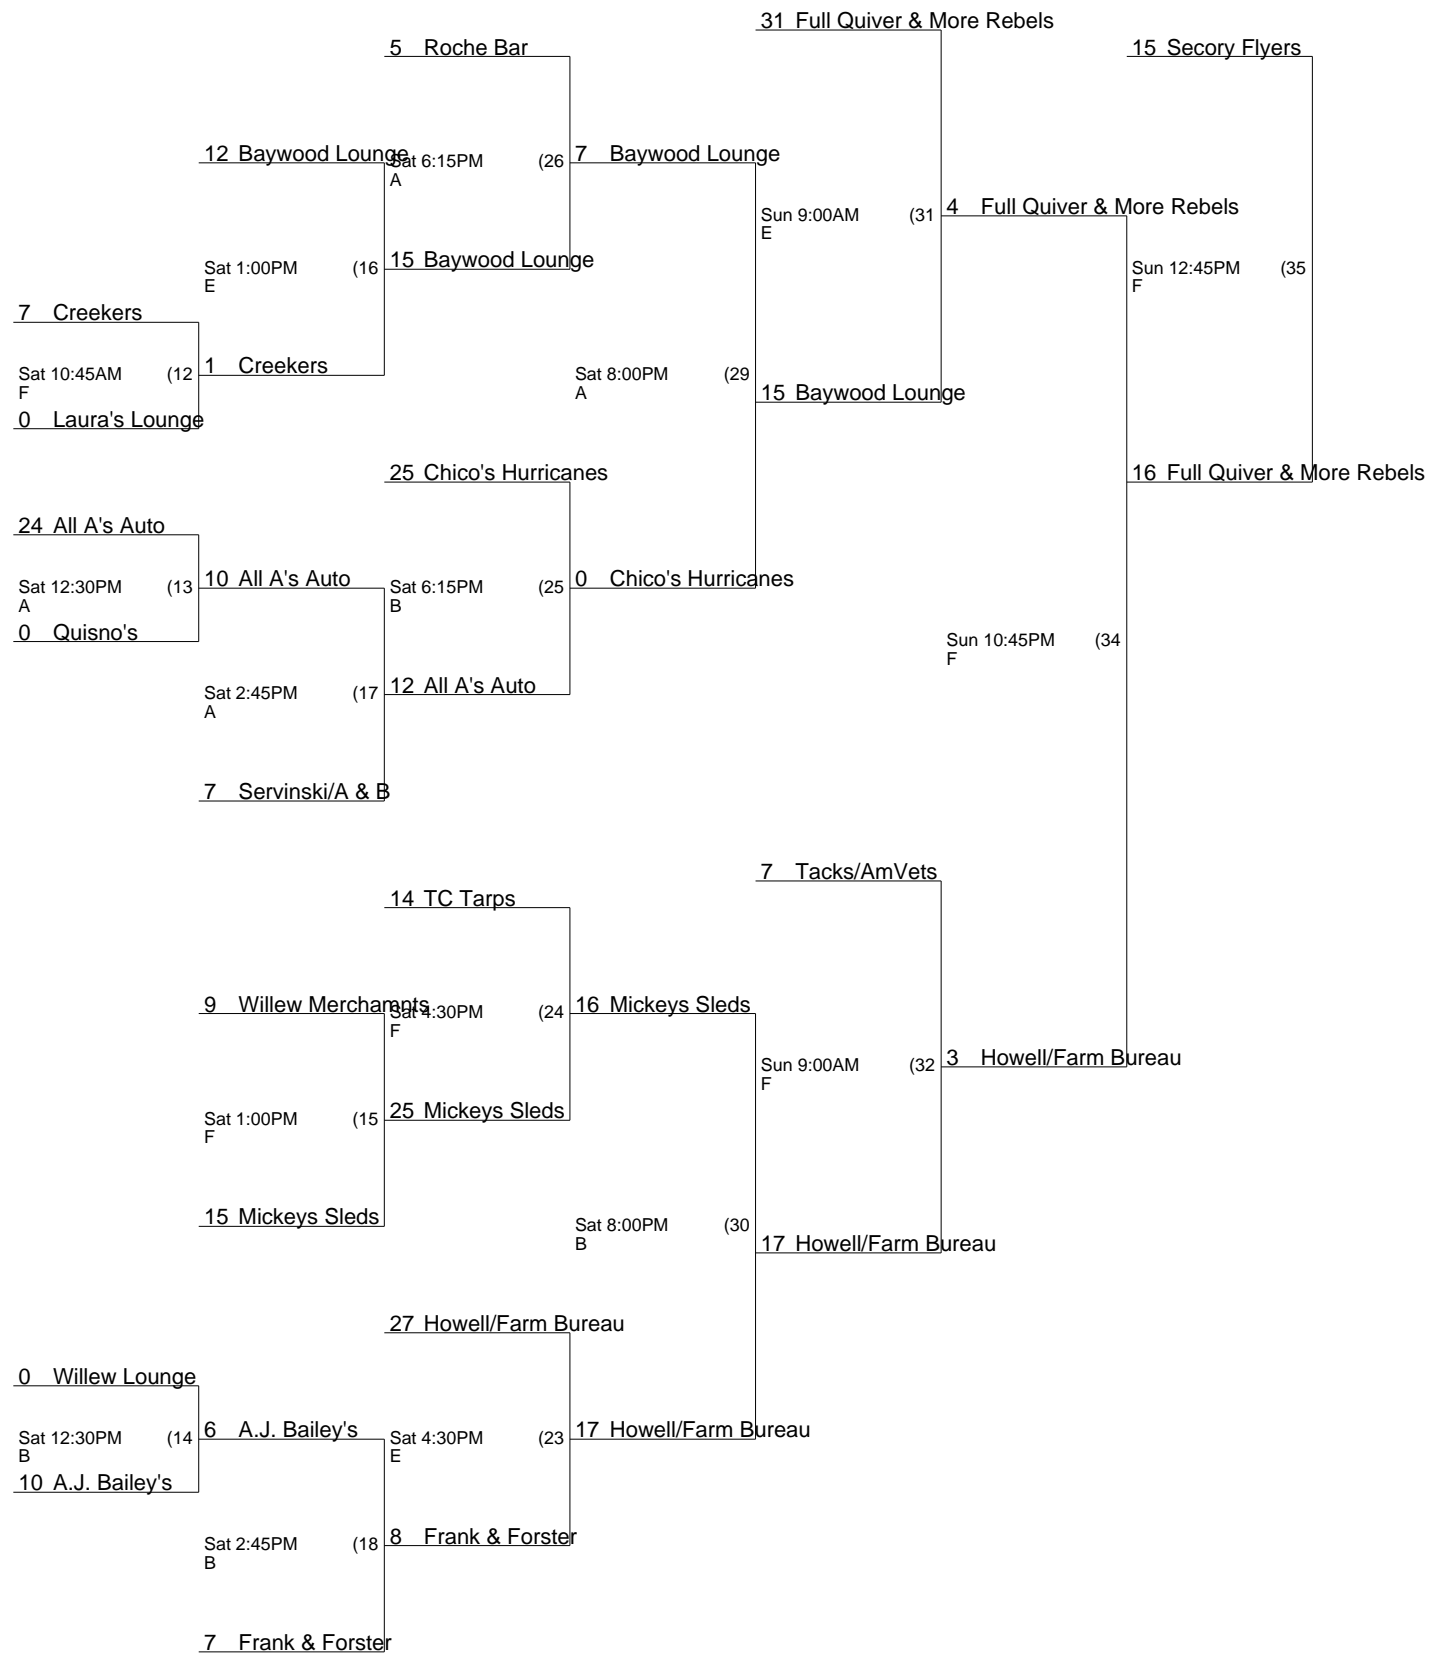 31 Full Quiver & More Rebels
5 Roche Bar
15 Secory Flyers
12 Baywood Lounge
Sat 6:15PM (26
A
7 Baywood Lounge
Sun 9:00AM (31
E
4 Full Quiver & More Rebels
Sat 1:00PM (16
E
15 Baywood Lounge
Sun 12:45PM (35
F
7 Creekers
Sat 10:45AM (12
F
1 Creekers
0 Laura's Lounge
Sat 8:00PM (29
A
15 Baywood Lounge
25 Chico's Hurricanes
16 Full Quiver & More Rebels
24 All A's Auto
Sat 12:30PM (13
A
10 All A's Auto
0 Quisno's
Sat 6:15PM (25
B
0 Chico's Hurricanes
Sun 10:45PM (34
F
Sat 2:45PM (17
A
12 All A's Auto
7 Servinski/A & B
7 Tacks/AmVets
14 TC Tarps
9 Willew Merchamnts
Sat 4:30PM (24
F
16 Mickeys Sleds
Sun 9:00AM (32
F
3 Howell/Farm Bureau
Sat 1:00PM (15
F
25 Mickeys Sleds
15 Mickeys Sleds
Sat 8:00PM (30
B
17 Howell/Farm Bureau
27 Howell/Farm Bureau
0 Willew Lounge
Sat 12:30PM (14
B
6 A.J. Bailey's
10 A.J. Bailey's
Sat 4:30PM (23
E
17 Howell/Farm Bureau
Sat 2:45PM (18
B
8 Frank & Forster
7 Frank & Forster